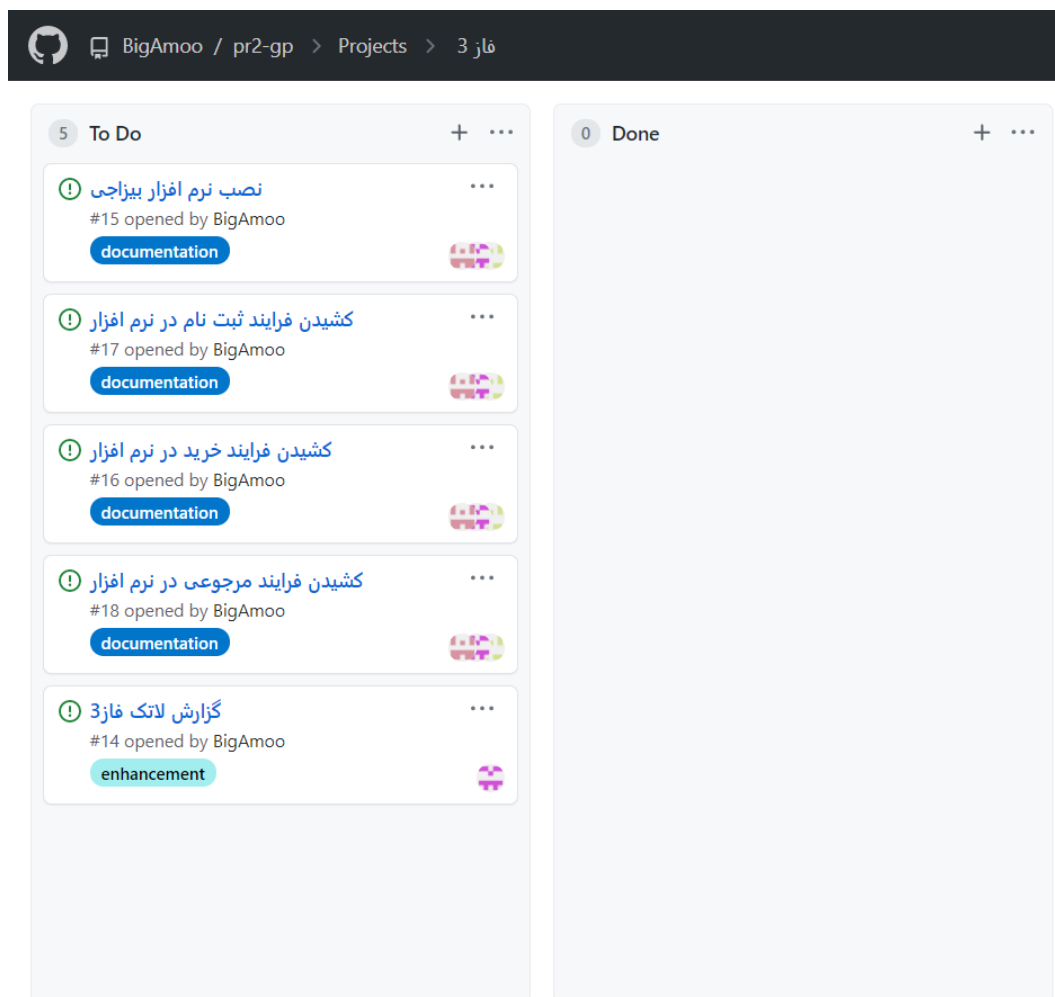 BigAmoo / pr2-gp > Projects > فاز 3
5 To Do
نصب نرم افزار بیزاجی
#15 opened by BigAmoo
documentation
کشیدن فرایند ثبت نام در نرم افزار
#17 opened by BigAmoo
documentation
کشیدن فرایند خرید در نرم افزار
#16 opened by BigAmoo
documentation
کشیدن فرایند مرجوعی در نرم افزار
#18 opened by BigAmoo
documentation
گزارش لاتک فاز3
#14 opened by BigAmoo
enhancement
0 Done